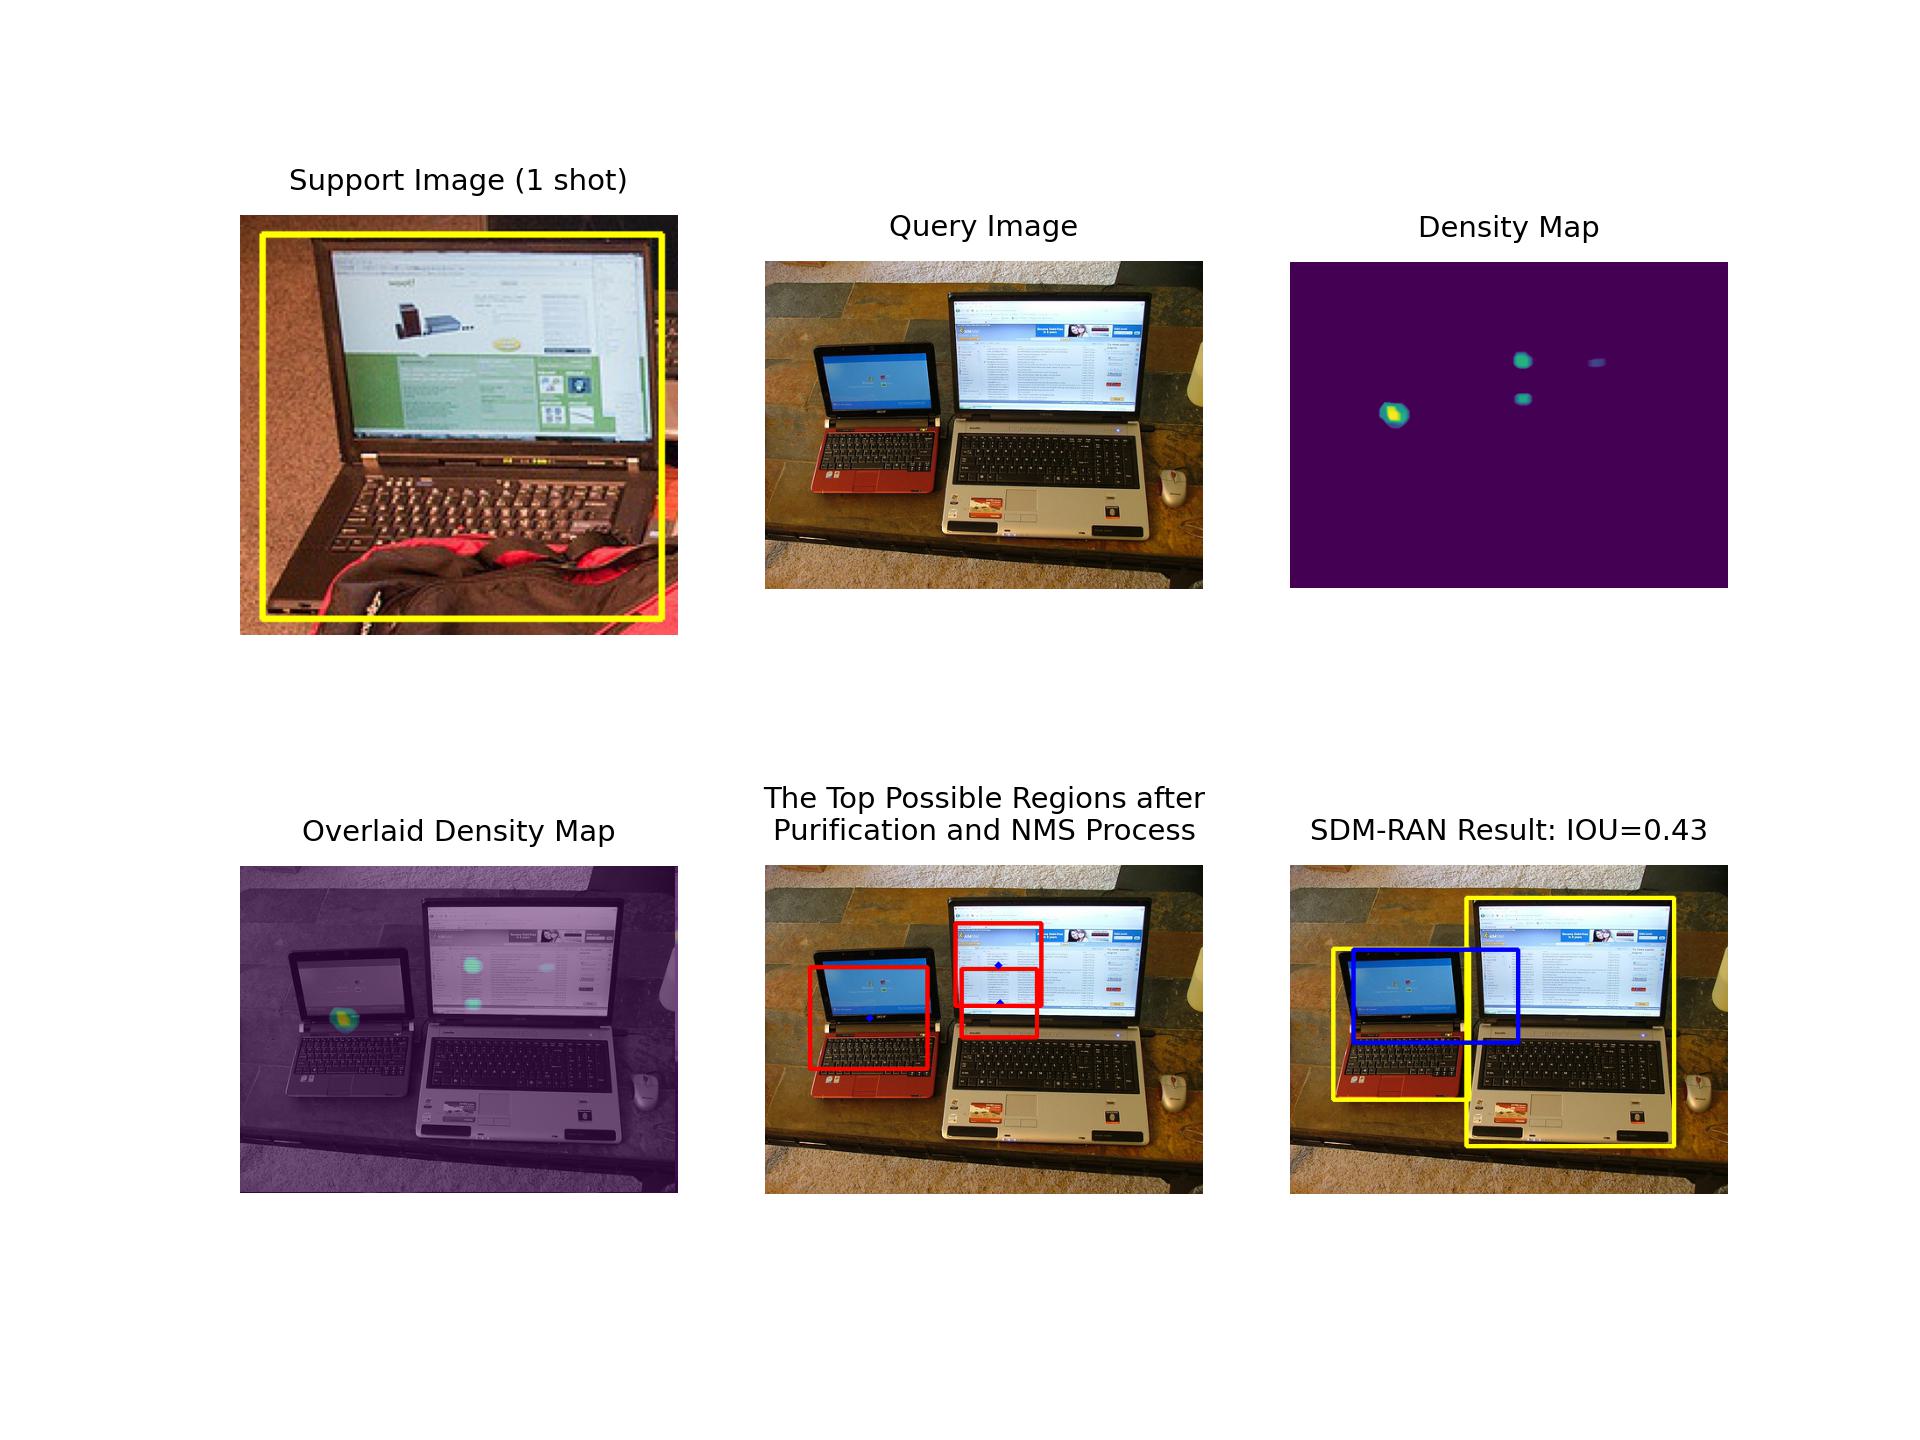 Support Image (1 shot)
Query Image
Density Map
Overlaid Density Map
The Top Possible Regions after
Purification and NMS Process
SDM-RAN Result: IOU=0.43